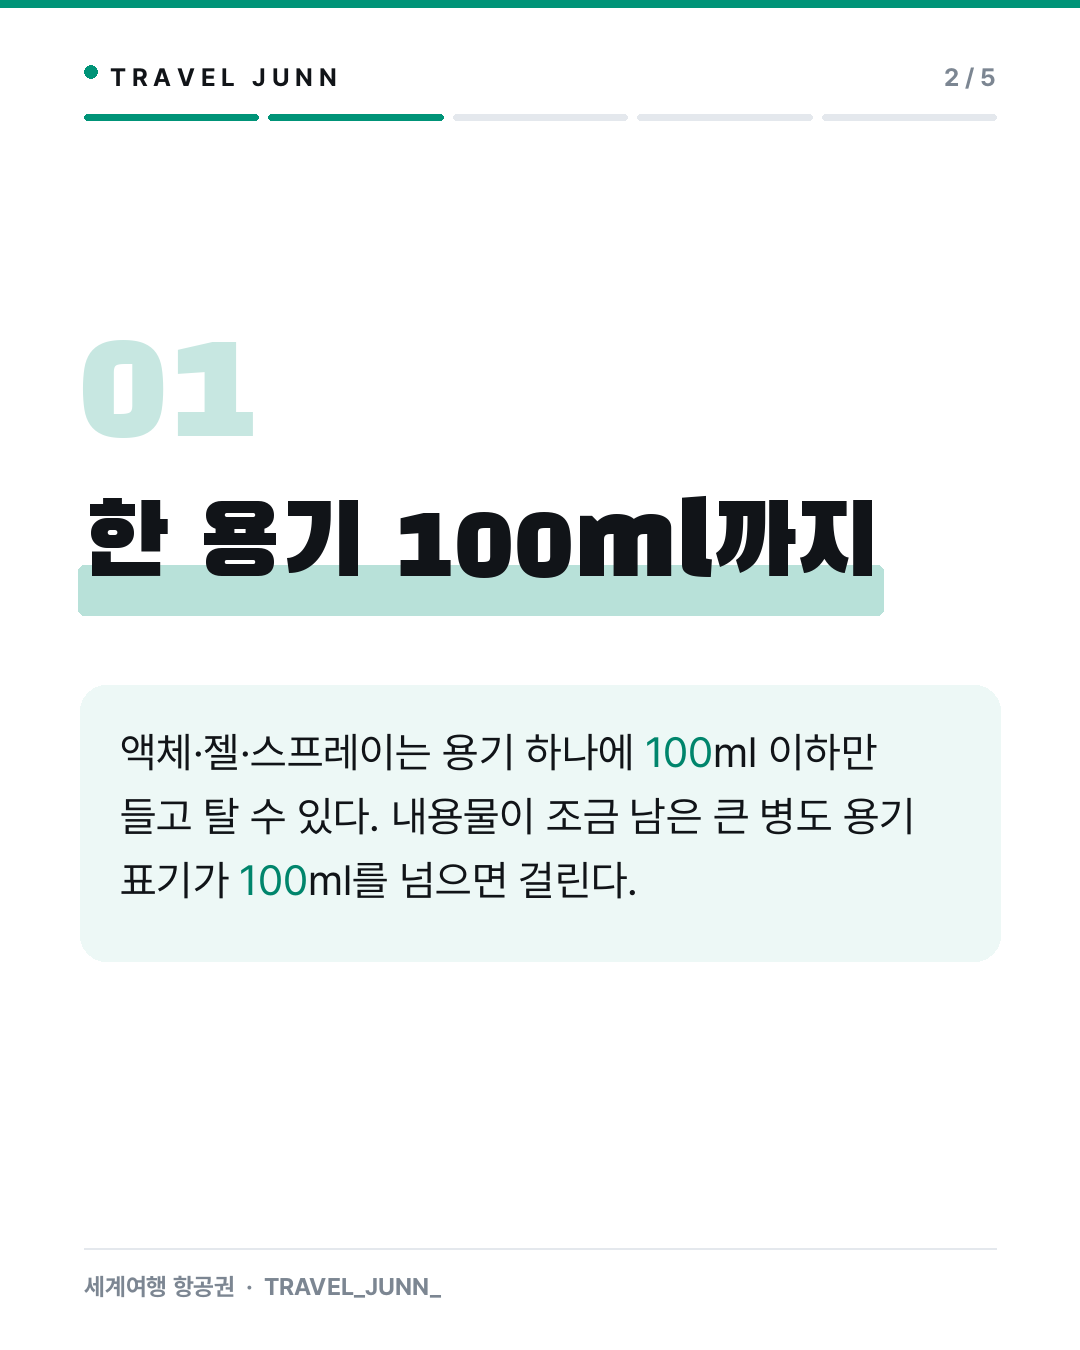 TRAVEL JUNN
2 / 5
01
한 용기 100ml까지
액체·젤·스프레이는 용기 하나에 100ml 이하만
들고 탈 수 있다. 내용물이 조금 남은 큰 병도 용기
표기가 100ml를 넘으면 걸린다.
세계여행 항공권 · TRAVEL_JUNN_